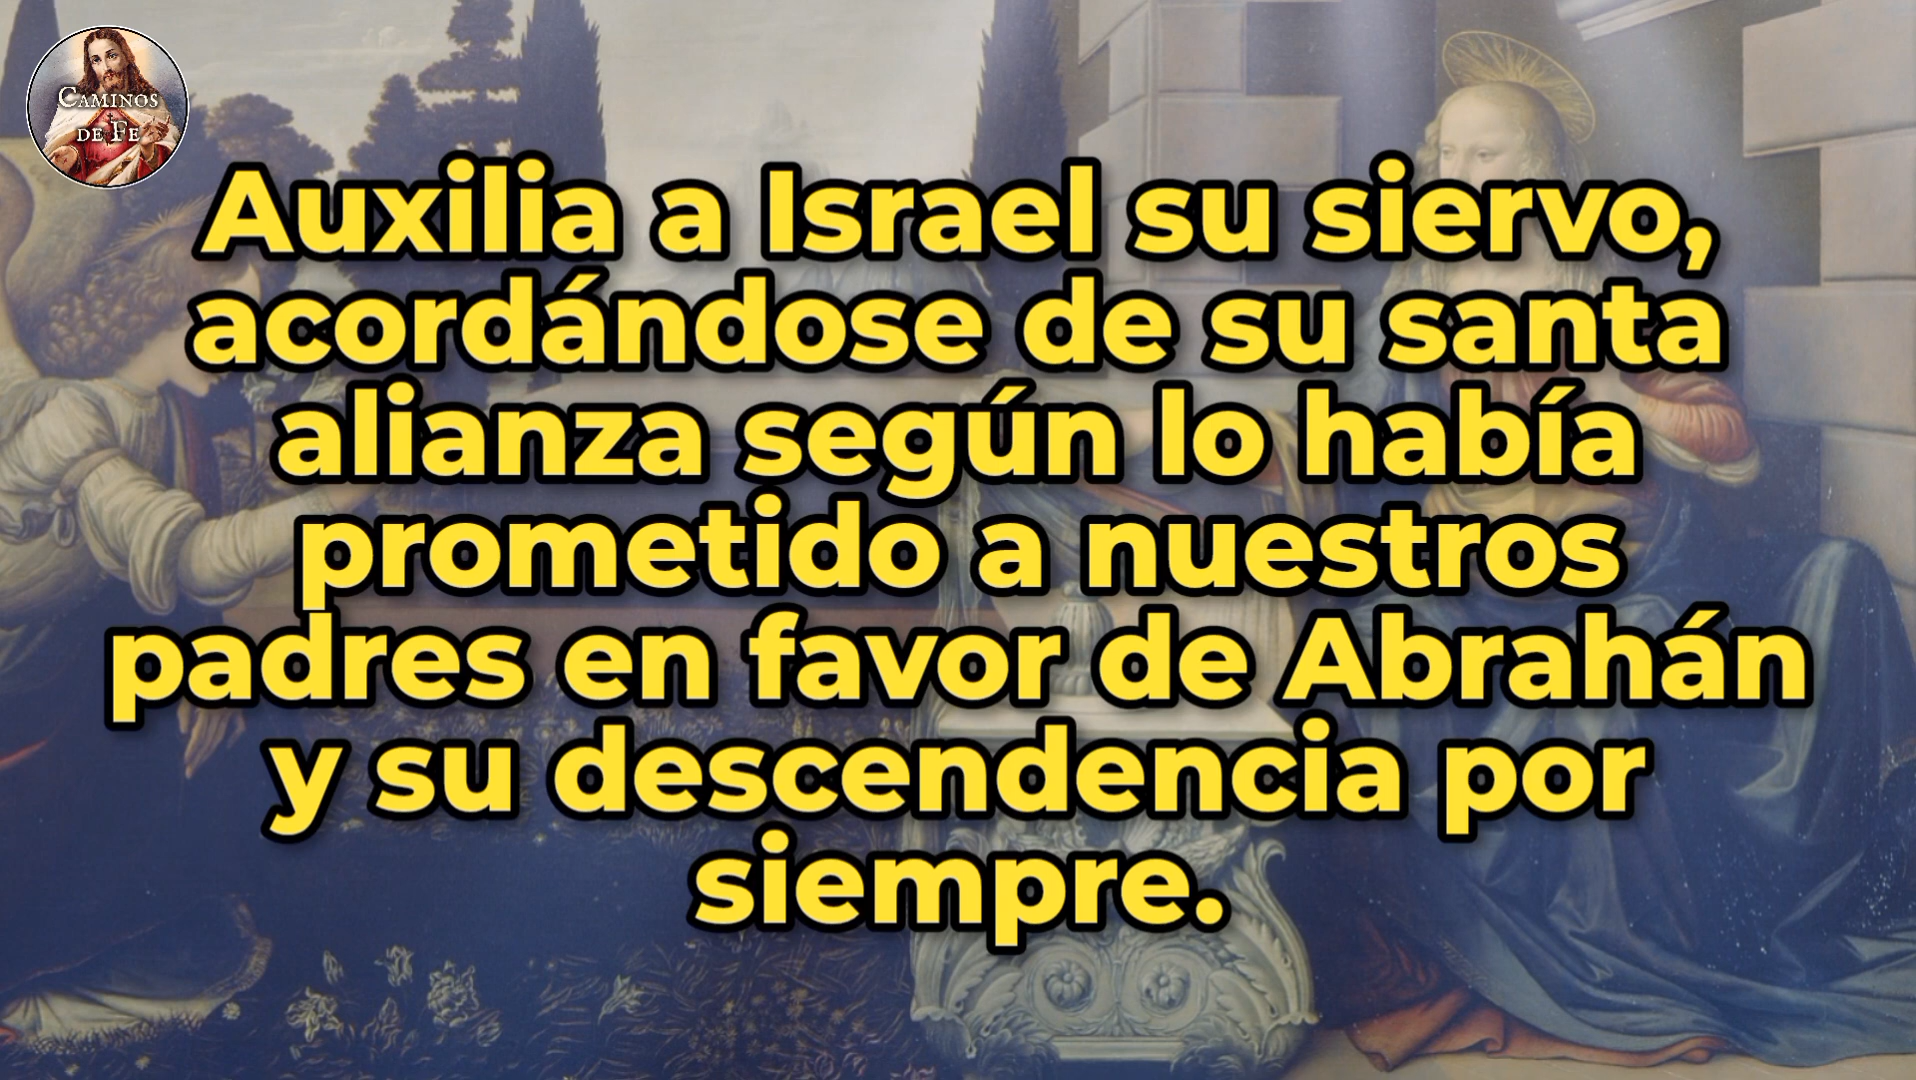 CAMINOS
DE FE
Auxilia a Israel su siervo,
acordándose de su santa
alianza según lo había
prometido a nuestros
padres en favor de Abrahán
y su descendencia por
siempre.